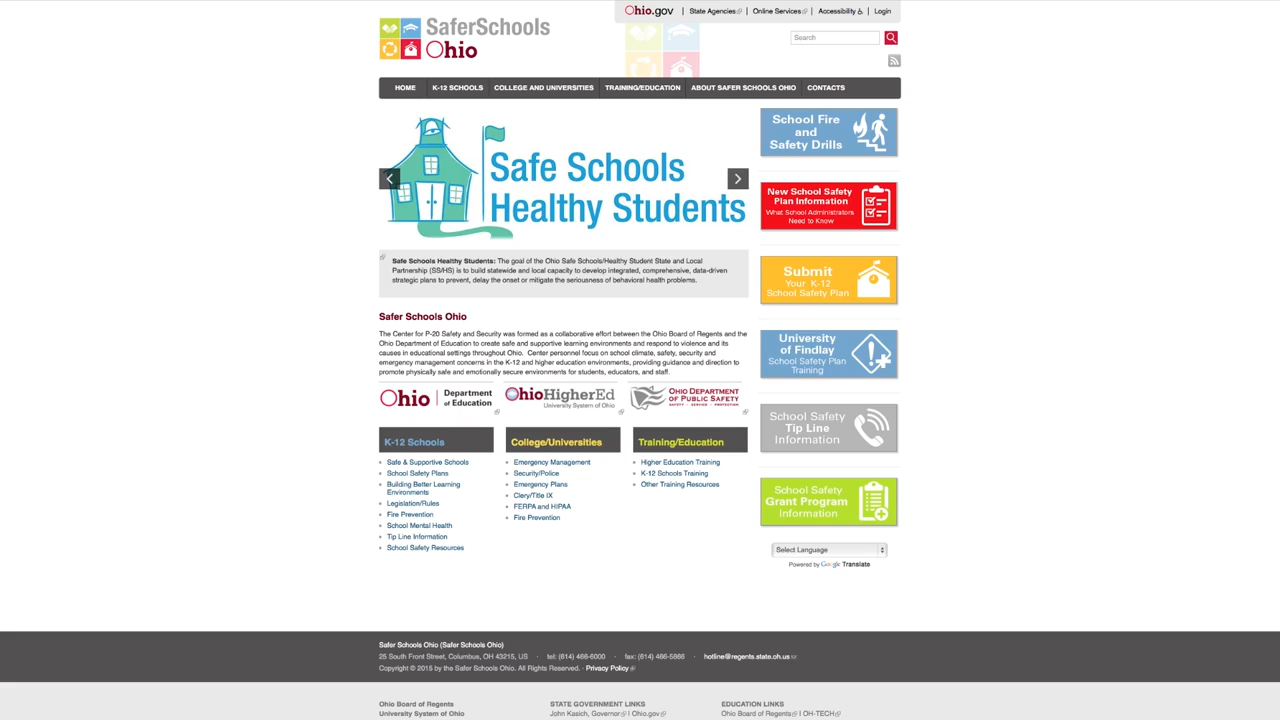 Ohio.gov | State Agencies | Online Services | Accessibility | Login
SaferSchools
Ohio
Search
HOME K-12 SCHOOLS COLLEGE AND UNIVERSITIES TRAINING/EDUCATION ABOUT SAFER SCHOOLS OHIO CONTACTS
Safe Schools
Healthy Students
Safe Schools Healthy Students: The goal of the Ohio Safe Schools/Healthy Student State and Local
Partnership (SS/HS) is to build statewide and local capacity to develop integrated, comprehensive, data-driven
strategic plans to prevent, delay the onset or mitigate the seriousness of behavioral health problems.
Safer Schools Ohio
The Center for P-20 Safety and Security was formed as a collaborative effort between the Ohio Board of Regents and the
Ohio Department of Education to create safe and supportive learning environments and respond to violence and its
causes in educational settings throughout Ohio. Center personnel focus on school climate, safety, security and
emergency management concerns in the K-12 and higher education environments, providing guidance and direction to
promote physically safe and emotionally secure environments for students, educators, and staff.
Ohio | Department
of Education
OhioHigherEd
University System of Ohio
OHIO DEPARTMENT
OF PUBLIC SAFETY
SAFETY · SERVICE · PROTECTION
K-12 Schools
Safe & Supportive Schools
School Safety Plans
Building Better Learning
Environments
Legislation/Rules
Fire Prevention
School Mental Health
Tip Line Information
School Safety Resources
College/Universities
Emergency Management
Security/Police
Emergency Plans
Clery/Title IX
FERPA and HIPAA
Fire Prevention
Training/Education
Higher Education Training
K-12 Schools Training
Other Training Resources
School Fire
and
Safety Drills
New School Safety
Plan Information
What School Administrators
Need to Know
Submit
Your K-12
School Safety Plan
University
of Findlay
School Safety Plan
Training
School Safety
Tip Line
Information
School Safety
Grant Program
Information
Select Language
Powered by Google Translate
Safer Schools Ohio (Safer Schools Ohio)
25 South Front Street, Columbus, OH 43215, US · tel: (614) 466-6000 · fax: (614) 466-5866 · hotline@regents.state.oh.us
Copyright © 2015 by the Safer Schools Ohio. All Rights Reserved. · Privacy Policy
Ohio Board of Regents
University System of Ohio
STATE GOVERNMENT LINKS
John Kasich, Governor | Ohio.gov
EDUCATION LINKS
Ohio Board of Regents | OH-TECH